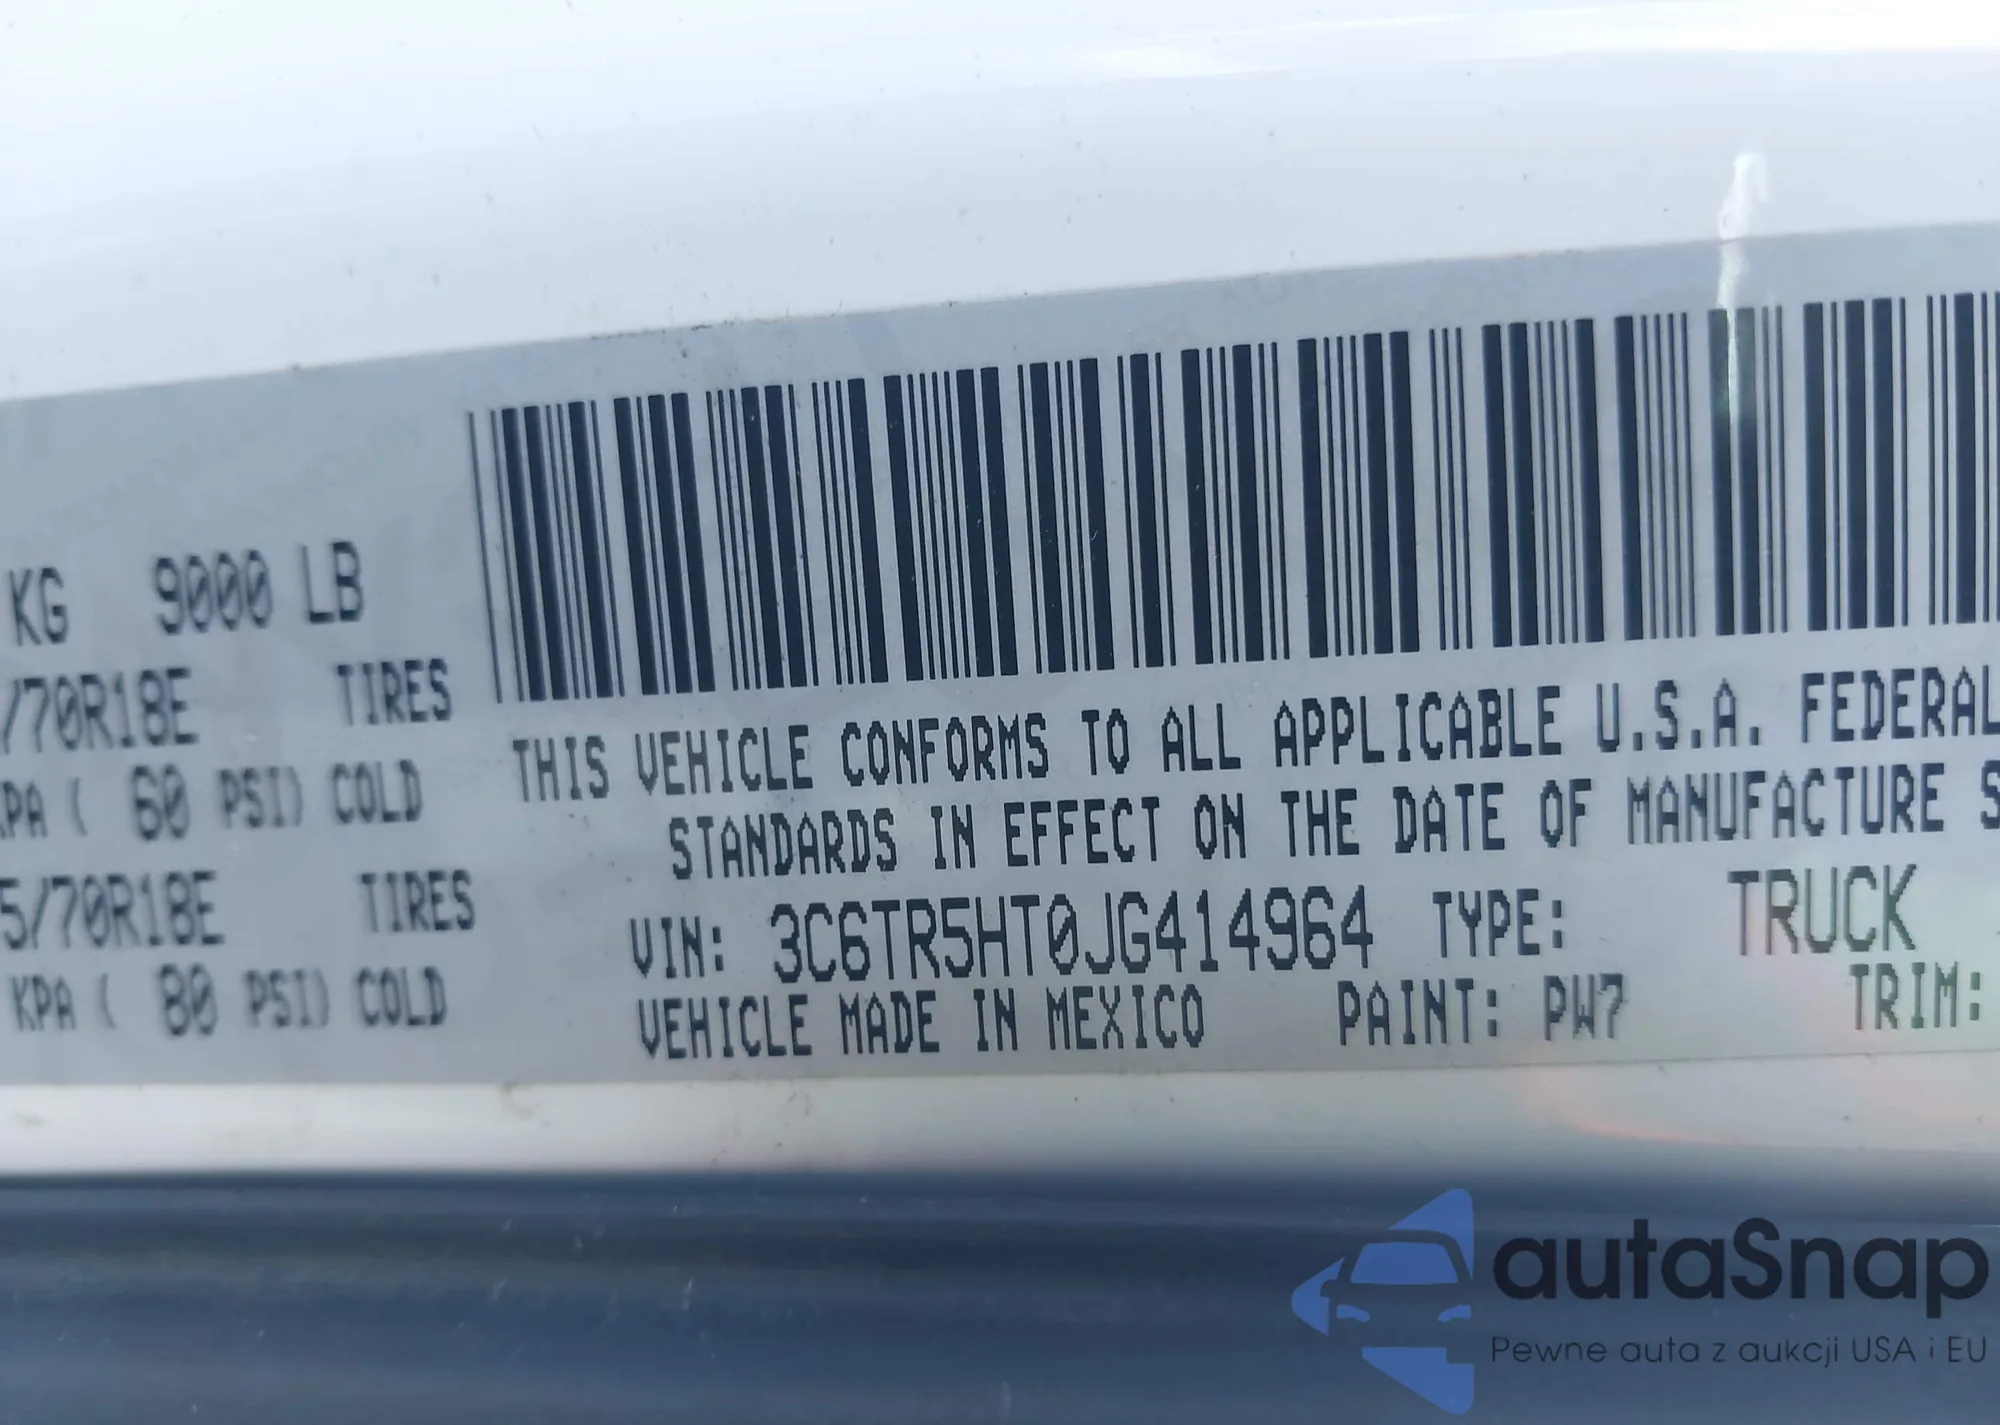 KG 9000 LB
/70R18E TIRES
KPA ( 60 PSI) COLD
5/70R18E TIRES
KPA ( 80 PSI) COLD
THIS VEHICLE CONFORMS TO ALL APPLICABLE U.S.A. FEDERAL
STANDARDS IN EFFECT ON THE DATE OF MANUFACTURE S
VIN: 3C6TR5HT0JG414964 TYPE: TRUCK
VEHICLE MADE IN MEXICO PAINT: PW7 TRIM:
autaSnap
Pewne auta z aukcji USA i EU